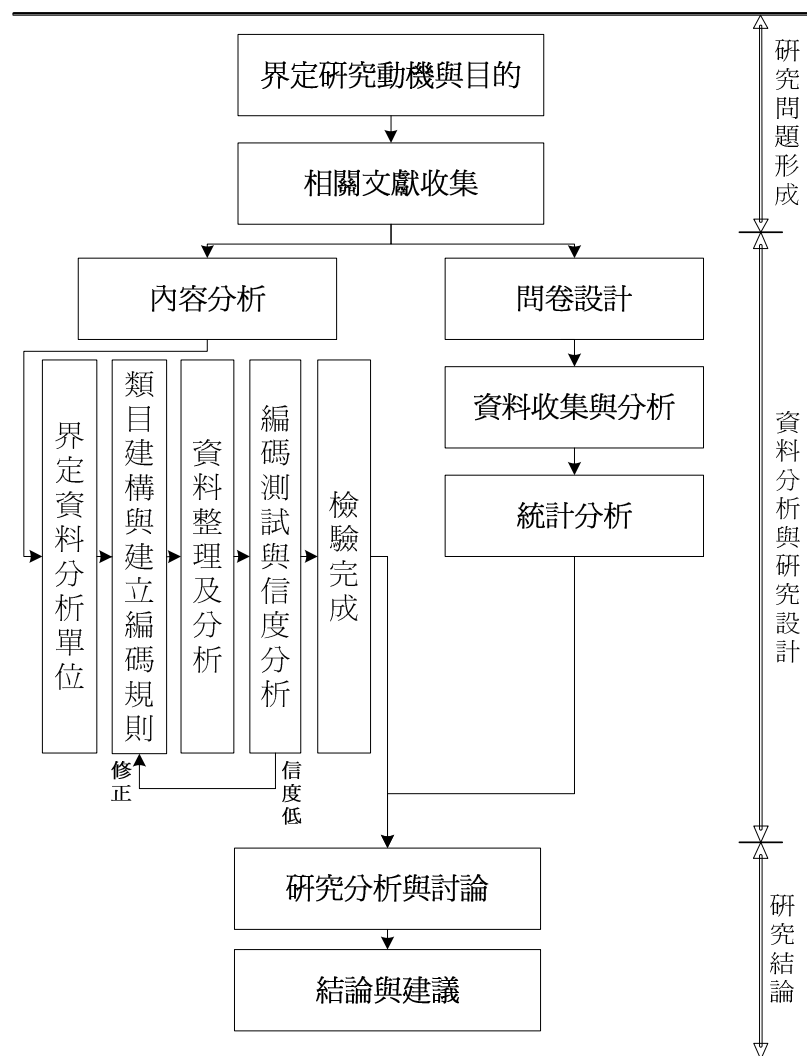 界定研究動機與目的
研究問題形成
相關文獻收集
內容分析
問卷設計
界定資料分析單位
類目建構與建立編碼規則
資料整理及分析
編碼測試與信度分析
檢驗完成
資料收集與分析
統計分析
資料分析與研究設計
修正
信度低
研究分析與討論
結論與建議
研究結論